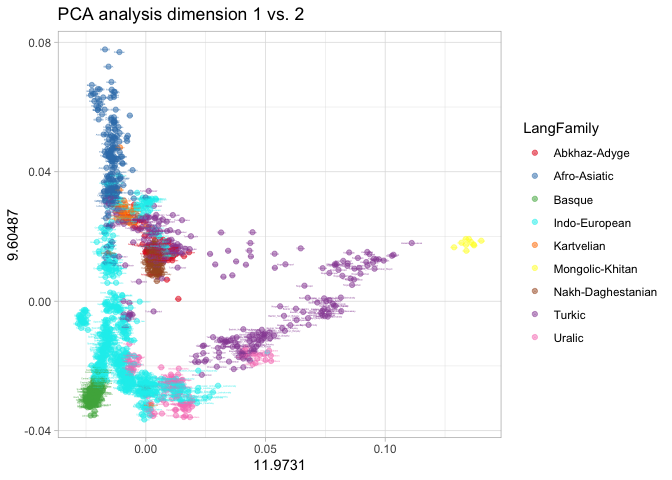 PCA analysis dimension 1 vs. 2
0.08
0.04
0.00
-0.04
9.60487
0.00
0.05
0.10
11.9731
LangFamily
Abkhaz-Adyge
Afro-Asiatic
Basque
Indo-European
Kartvelian
Mongolic-Khitan
Nakh-Daghestanian
Turkic
Uralic